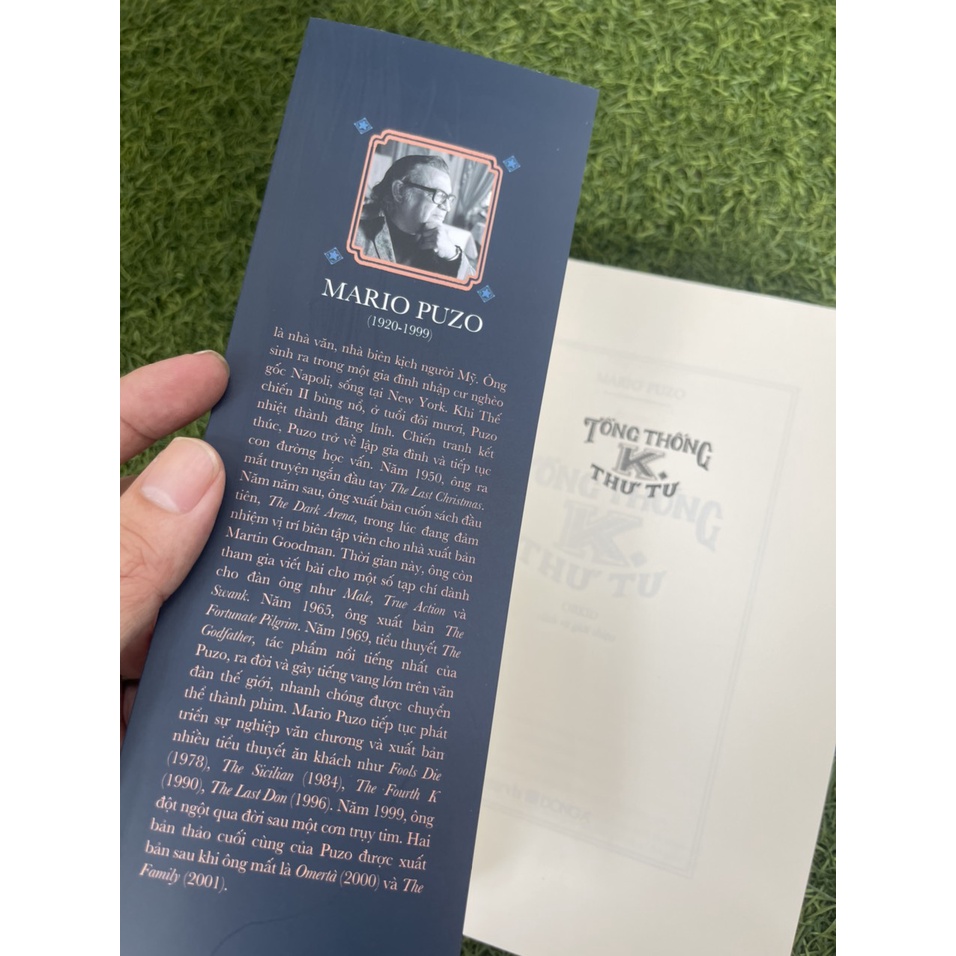 MARIO PUZO
(1920-1999)
là nhà văn, nhà biên kịch người Mỹ. Ông
sinh ra trong một gia đình nhập cư nghèo
gốc Napoli, sống tại New York. Khi Thế
chiến II bùng nổ, ở tuổi đôi mươi, Puzo
nhiệt thành đăng lính. Chiến tranh kết
thúc, Puzo trở về lập gia đình và tiếp tục
con đường học vấn. Năm 1950, ông ra
mắt truyện ngắn đầu tay The Last Christmas.
Năm năm sau, ông xuất bản cuốn sách đầu
tiên, The Dark Arena, trong lúc đang đảm
nhiệm vị trí biên tập viên cho nhà xuất bản
Martin Goodman. Thời gian này, ông còn
tham gia viết bài cho một số tạp chí dành
cho đàn ông như Male, True Action và
Swank. Năm 1965, ông xuất bản The
Fortunate Pilgrim. Năm 1969, tiểu thuyết The
Godfather, tác phẩm nổi tiếng nhất của
Puzo, ra đời và gây tiếng vang lớn trên văn
đàn thế giới, nhanh chóng được chuyển
thể thành phim. Mario Puzo tiếp tục phát
triển sự nghiệp văn chương và xuất bản
nhiều tiểu thuyết ăn khách như Fools Die
(1978), The Sicilian (1984), The Fourth K
(1990), The Last Don (1996). Năm 1999, ông
đột ngột qua đời sau một cơn trụy tim. Hai
bản thảo cuối cùng của Puzo được xuất
bản sau khi ông mất là Omertà (2000) và The
Family (2001).
TỔNG THỐNG
K.
THỨ TƯ
MARIO PUZO
TỔNG THỐNG
K.
THỨ TƯ